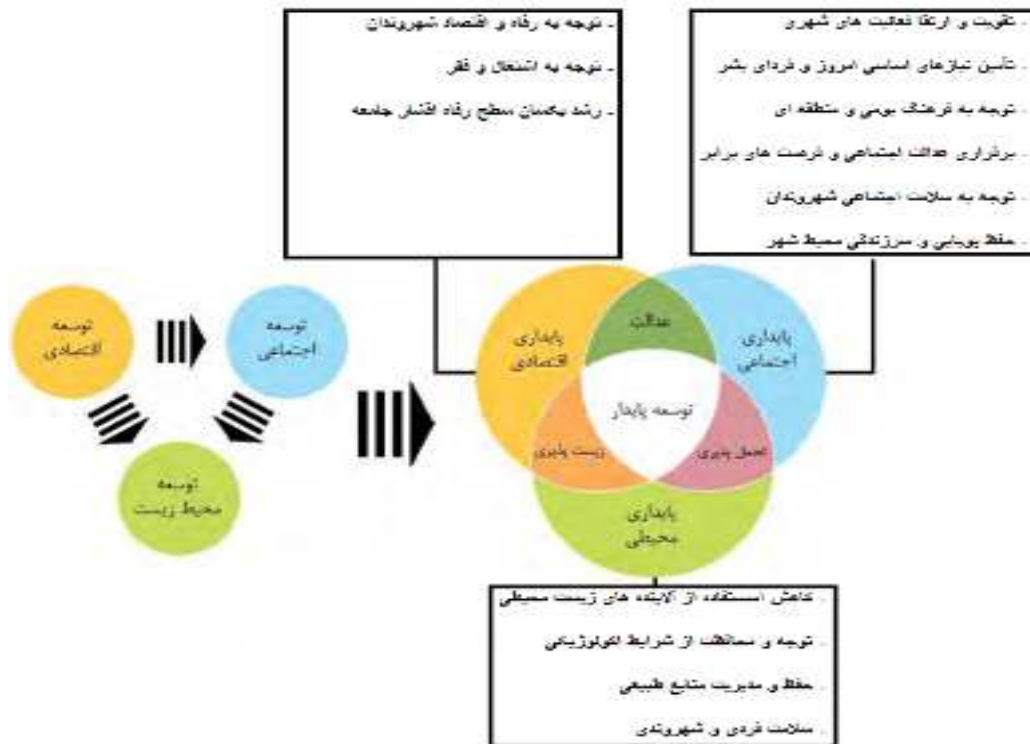 - تقویت و ارتقا فعالیت های شهری
- تأمین نیازهای اساسی امروز و فردای بشر
- توجه به فرهنگ بومی و منطقه ای
- برقراری عدالت اجتماعی و فرصت های برابر
- توجه به سلامت اجتماعی شهروندان
- حفظ پویایی و سرزندگی محیط شهر
- توجه به رفاه و اقتصاد شهروندان
- توجه به اشتغال و فقر
- رشد یکسان سطح رفاه اقشار جامعه
توسعه
اجتماعی
توسعه
اقتصادی
توسعه
محیط زیست
پایداری
اجتماعی
عدالت
پایداری
اقتصادی
توسعه پایدار
تحمل پذیری
زیست پذیری
پایداری
محیطی
- کاهش استفاده از آلاینده های زیست محیطی
- توجه و محافظت از شرایط اکولوژیکی
- حفظ و مدیریت منابع طبیعی
- سلامت فردی و شهروندی